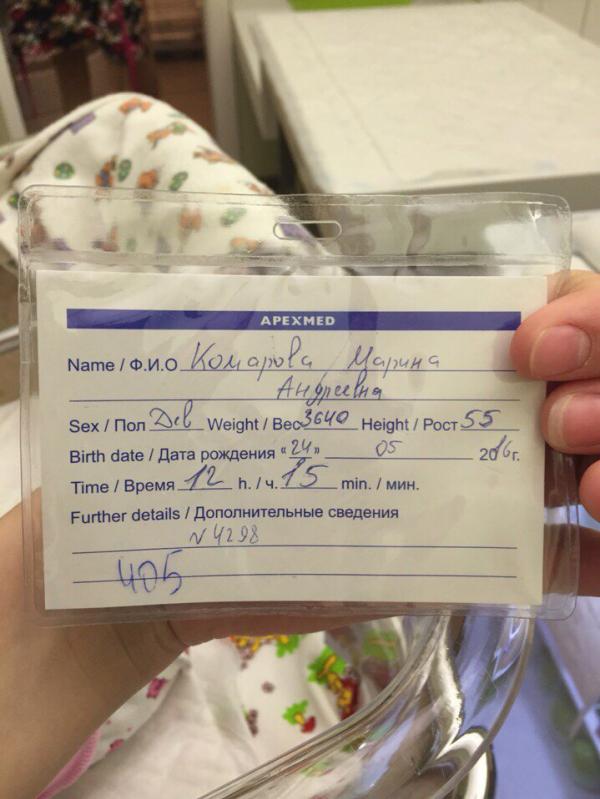 APEXMED
Name / Ф.И.О Комарова Марина
Андреевна
Sex / Пол Дев Weight / Вес 3640 Height / Рост 55
Birth date / Дата рождения «24» 05 2016г.
Time / Время 12 h. / ч. 15 min. / мин.
Further details / Дополнительные сведения
N 4298
405